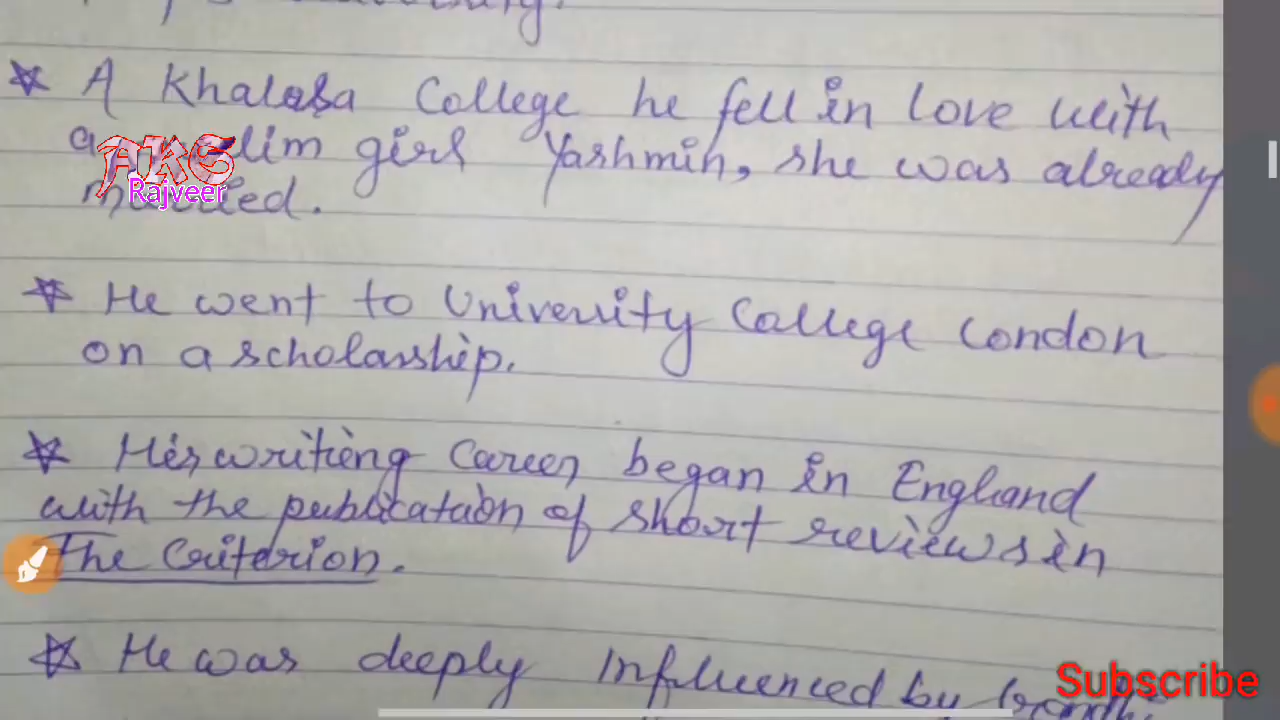 ☆ A Khalsa College he fell in love with
a muslim girl Yashmin, she was already
married.
☆ He went to University College London
on a scholarship.
☆ His writing career began in England
with the publication of short reviews in
The Criterion.
☆ He was deeply influenced by Gandhi
AKG
Rajveer
Subscribe